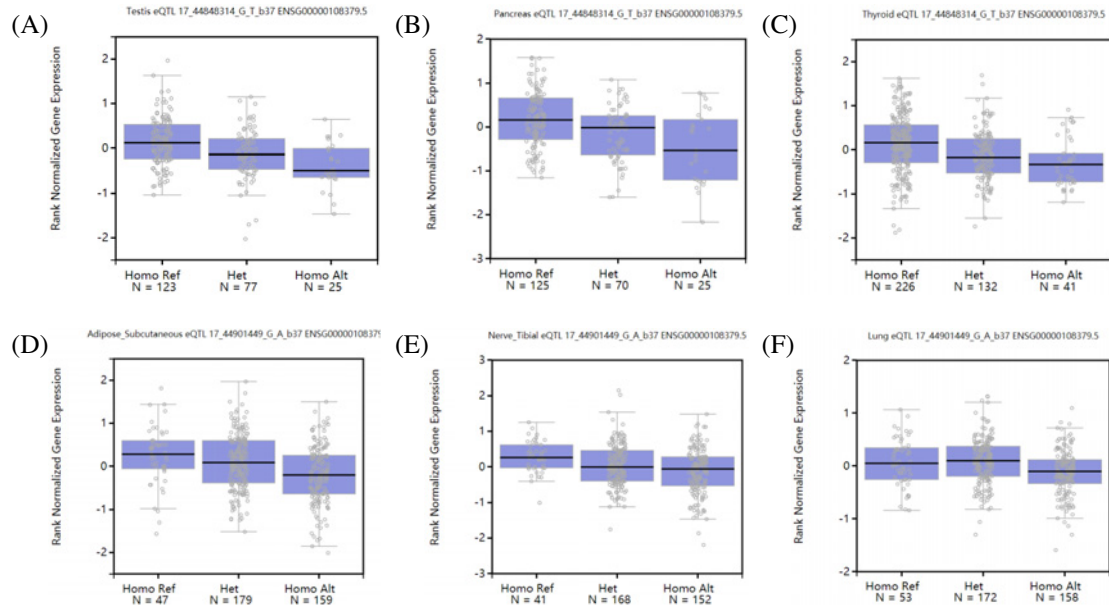 (A)
Testis eQTL 17_44848314_G_T_b37 ENSG00000108379.5
Rank Normalized Gene Expression
2
1
0
-1
-2
Homo Ref Het Homo Alt
N = 123 N = 77 N = 25
(B)
Pancreas eQTL 17_44848314_G_T_b37 ENSG00000108379.5
Rank Normalized Gene Expression
2
1
0
-1
-2
-3
Homo Ref Het Homo Alt
N = 125 N = 70 N = 25
(C)
Thyroid eQTL 17_44848314_G_T_b37 ENSG00000108379.5
Rank Normalized Gene Expression
2
1
0
-1
-2
Homo Ref Het Homo Alt
N = 226 N = 132 N = 41
(D)
Adipose_Subcutaneous eQTL 17_44901449_G_A_b37 ENSG00000108379.5
Rank Normalized Gene Expression
2
1
0
-1
-2
Homo Ref Het Homo Alt
N = 47 N = 179 N = 159
(E)
Nerve_Tibial eQTL 17_44901449_G_A_b37 ENSG00000108379.5
Rank Normalized Gene Expression
3
2
1
0
-1
-2
-3
Homo Ref Het Homo Alt
N = 41 N = 168 N = 152
(F)
Lung eQTL 17_44901449_G_A_b37 ENSG00000108379.5
Rank Normalized Gene Expression
2
1
0
-1
-2
Homo Ref Het Homo Alt
N = 53 N = 172 N = 158